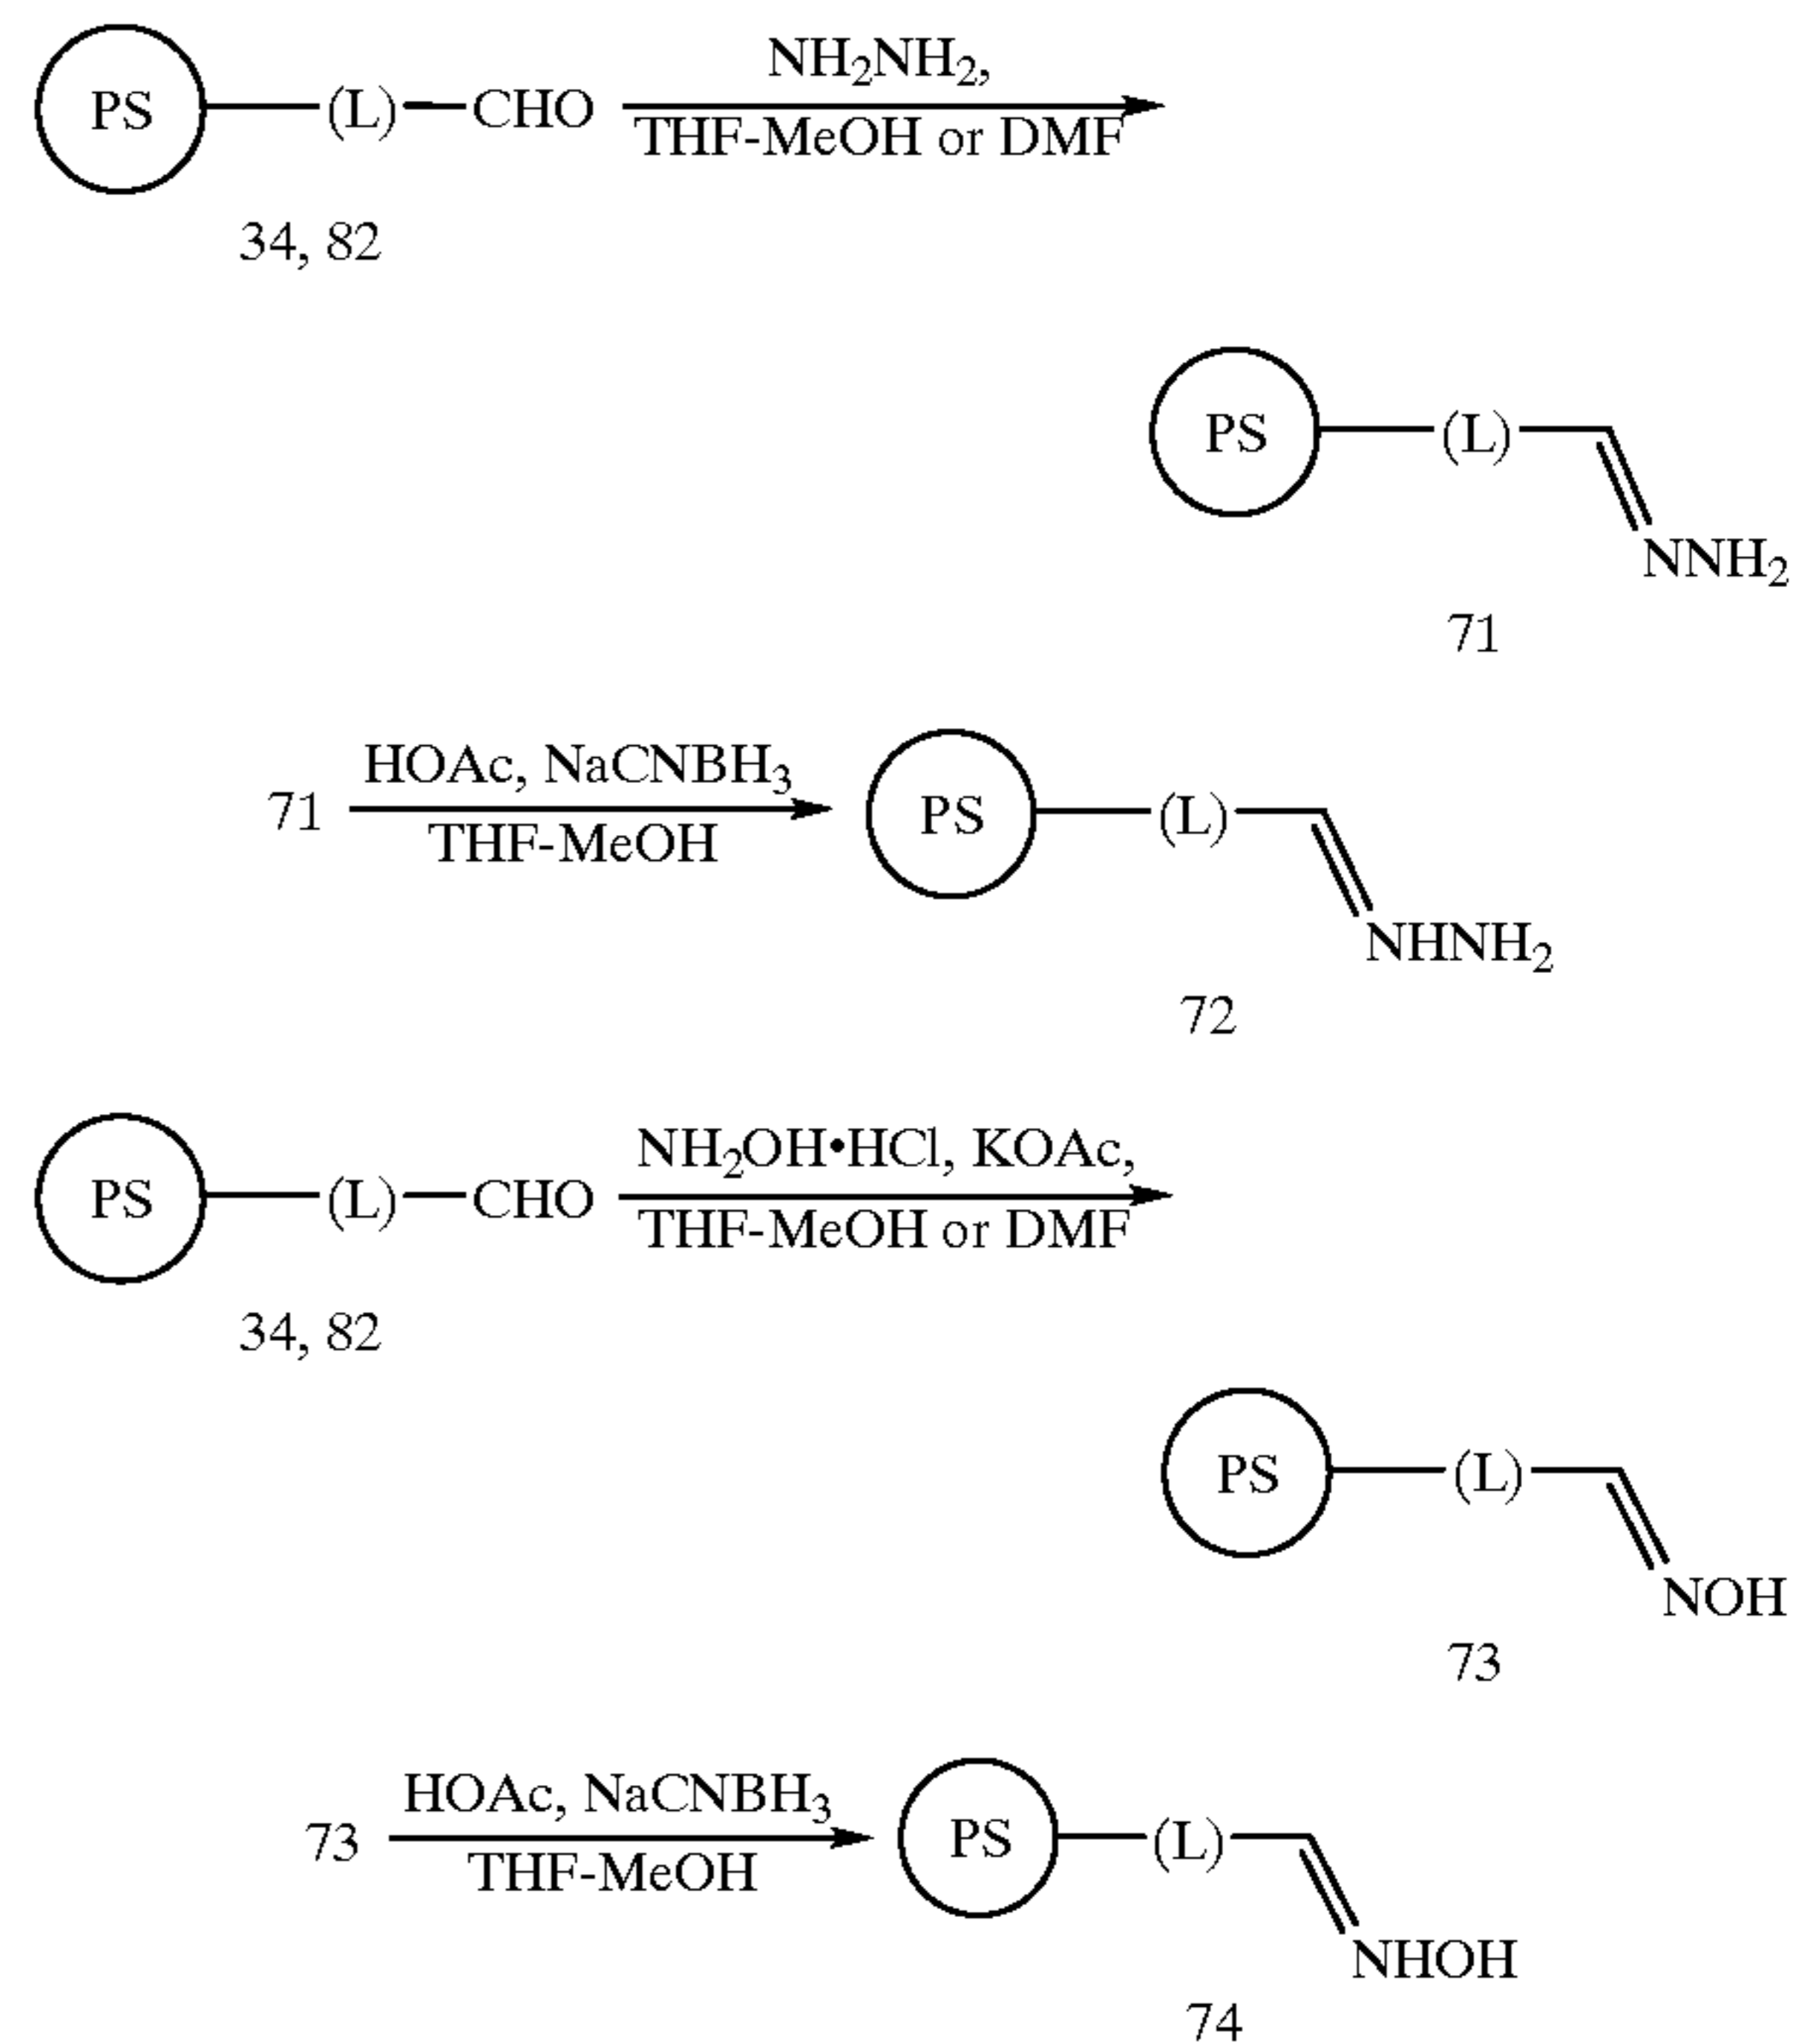 NH2NH2,
PS (L) CHO
THF-MeOH or DMF
34, 82
PS (L)
NNH2
71
HOAc, NaCNBH3
71 PS (L)
THF-MeOH
NHNH2
72
NH2OH•HCl, KOAc,
PS (L) CHO
THF-MeOH or DMF
34, 82
PS (L)
NOH
73
HOAc, NaCNBH3
73 PS (L)
THF-MeOH
NHOH
74